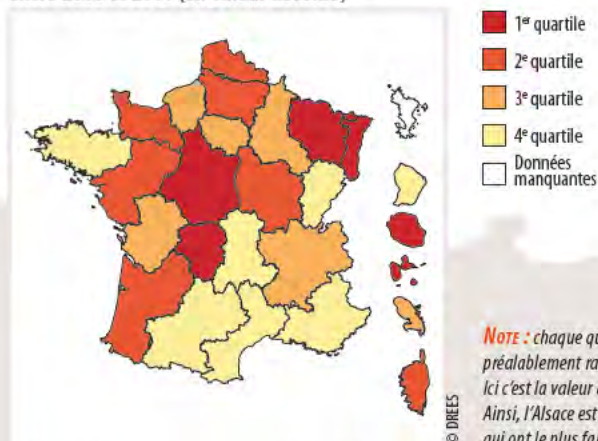 1er quartile
2e quartile
3e quartile
4e quartile
Données
manquantes
NOTE : chaque qu
préalablement ra
Ici c'est la valeur
Ainsi, l'Alsace est
qui ont le plus fai
© DREES